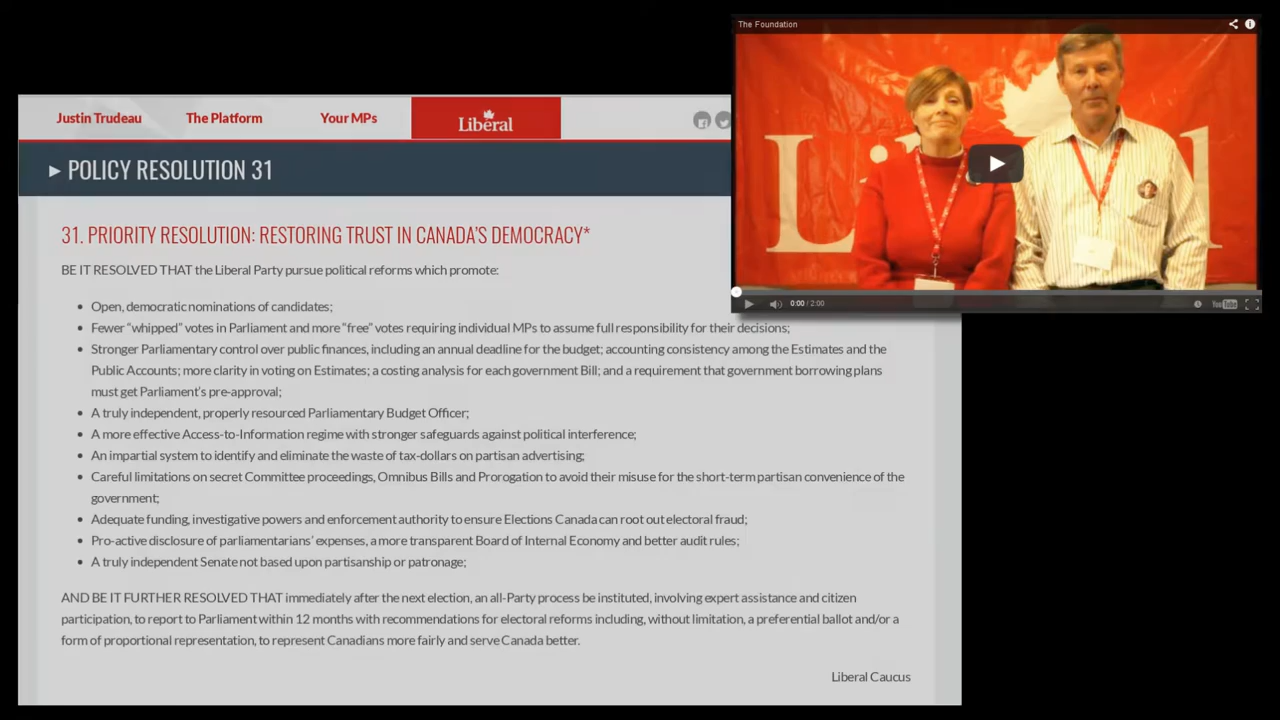 The Foundation
Justin Trudeau The Platform Your MPs Liberal
POLICY RESOLUTION 31
31. PRIORITY RESOLUTION: RESTORING TRUST IN CANADA'S DEMOCRACY*
BE IT RESOLVED THAT the Liberal Party pursue political reforms which promote:
• Open, democratic nominations of candidates;
• Fewer “whipped” votes in Parliament and more “free” votes requiring individual MPs to assume full responsibility for their decisions;
• Stronger Parliamentary control over public finances, including an annual deadline for the budget; accounting consistency among the Estimates and the
Public Accounts; more clarity in voting on Estimates; a costing analysis for each government Bill; and a requirement that government borrowing plans
must get Parliament’s pre-approval;
• A truly independent, properly resourced Parliamentary Budget Officer;
• A more effective Access-to-Information regime with stronger safeguards against political interference;
• An impartial system to identify and eliminate the waste of tax-dollars on partisan advertising;
• Careful limitations on secret Committee proceedings, Omnibus Bills and Prorogation to avoid their misuse for the short-term partisan convenience of the
government;
• Adequate funding, investigative powers and enforcement authority to ensure Elections Canada can root out electoral fraud;
• Pro-active disclosure of parliamentarians’ expenses, a more transparent Board of Internal Economy and better audit rules;
• A truly independent Senate not based upon partisanship or patronage;
AND BE IT FURTHER RESOLVED THAT immediately after the next election, an all-Party process be instituted, involving expert assistance and citizen
participation, to report to Parliament within 12 months with recommendations for electoral reforms including, without limitation, a preferential ballot and/or a
form of proportional representation, to represent Canadians more fairly and serve Canada better.
Liberal Caucus
0:00 / 2:00
YouTube